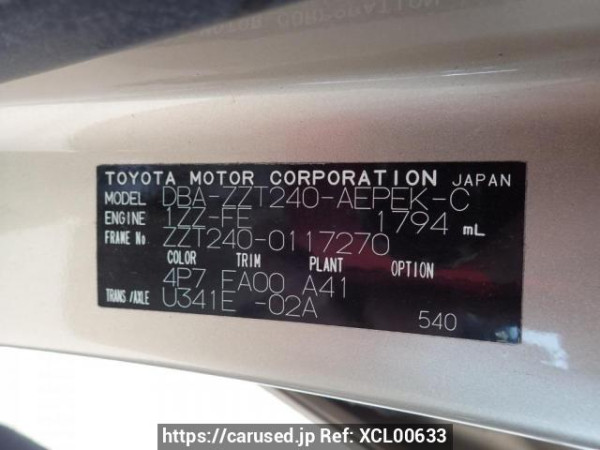 TOYOTA MOTOR CORPORATION JAPAN
MODEL DBA-ZZT240-AEPEK-C
ENGINE 1ZZ-FE 1794 mL
FRAME No ZZT240-0117270
COLOR TRIM PLANT OPTION
4P7 EA00 A41
TRANS/AXLE U341E -02A
540
https://carused.jp Ref: XCL00633